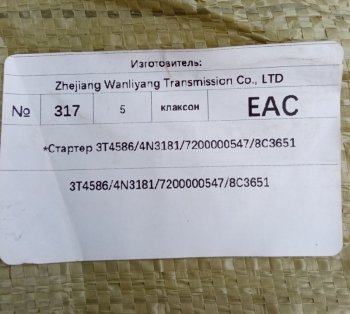 Изготовитель:
Zhejiang Wanliyang Transmission Co., LTD
№ 317 5 клаксон EAC
*Стартер 3T4586/4N3181/7200000547/8C3651
3T4586/4N3181/7200000547/8C3651